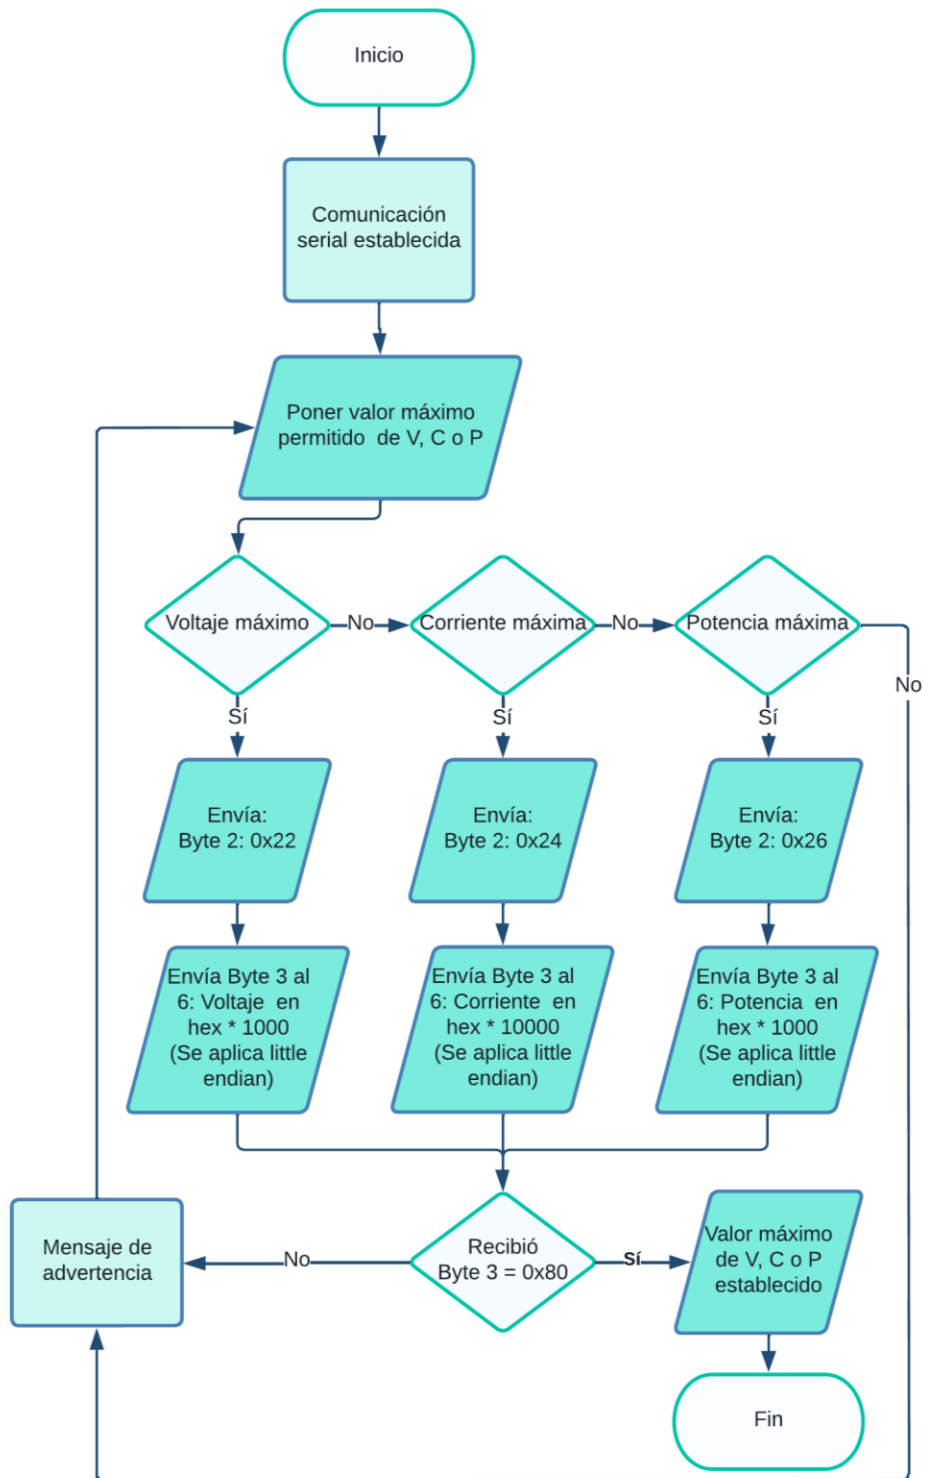 Inicio
Comunicación
serial establecida
Poner valor máximo
permitido de V, C o P
Voltaje máximo
No
Corriente máxima
No
Potencia máxima
No
Sí
Sí
Sí
Envía:
Byte 2: 0x22
Envía:
Byte 2: 0x24
Envía:
Byte 2: 0x26
Envía Byte 3 al
6: Voltaje en
hex * 1000
(Se aplica little
endian)
Envía Byte 3 al
6: Corriente en
hex * 10000
(Se aplica little
endian)
Envía Byte 3 al
6: Potencia en
hex * 1000
(Se aplica little
endian)
Mensaje de
advertencia
No
Recibió
Byte 3 = 0x80
Sí
Valor máximo
de V, C o P
establecido
Fin